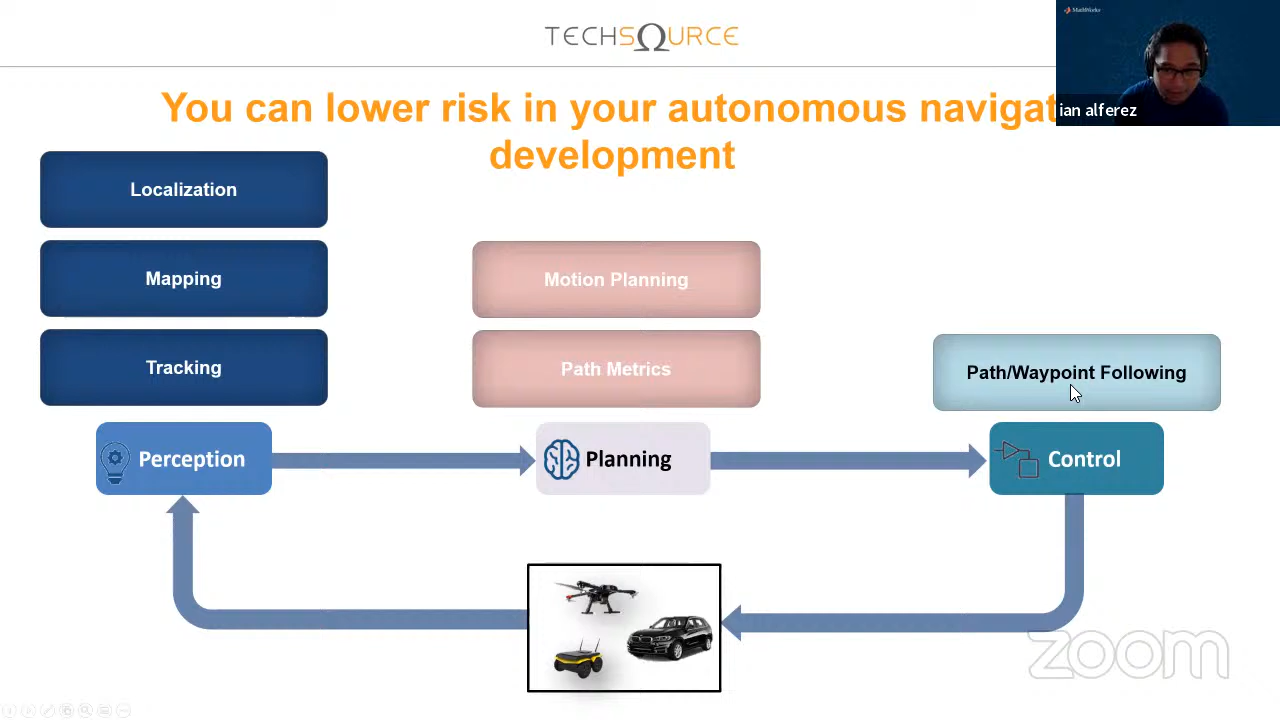 TECHSOURCE
MathWorks
ian alferez
You can lower risk in your autonomous navigat
development
Localization
Mapping
Tracking
Motion Planning
Path Metrics
Path/Waypoint Following
Perception
Planning
Control
zoom